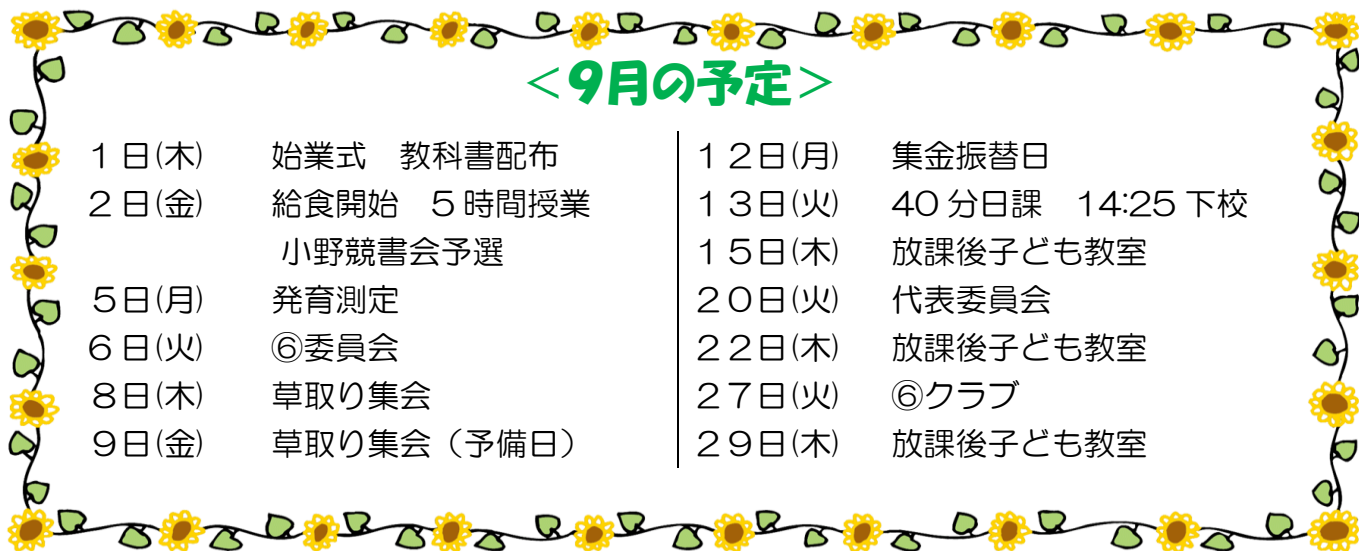 ＜9月の予定＞
１日(木)　始業式　教科書配布
２日(金)　給食開始　５時間授業
小野競書会予選
５日(月)　発育測定
６日(火)　⑥委員会
８日(木)　草取り集会
９日(金)　草取り集会（予備日）
１２日(月)　集金振替日
１３日(火)　40分日課　14:25下校
１５日(木)　放課後子ども教室
２０日(火)　代表委員会
２２日(木)　放課後子ども教室
２７日(火)　⑥クラブ
２９日(木)　放課後子ども教室